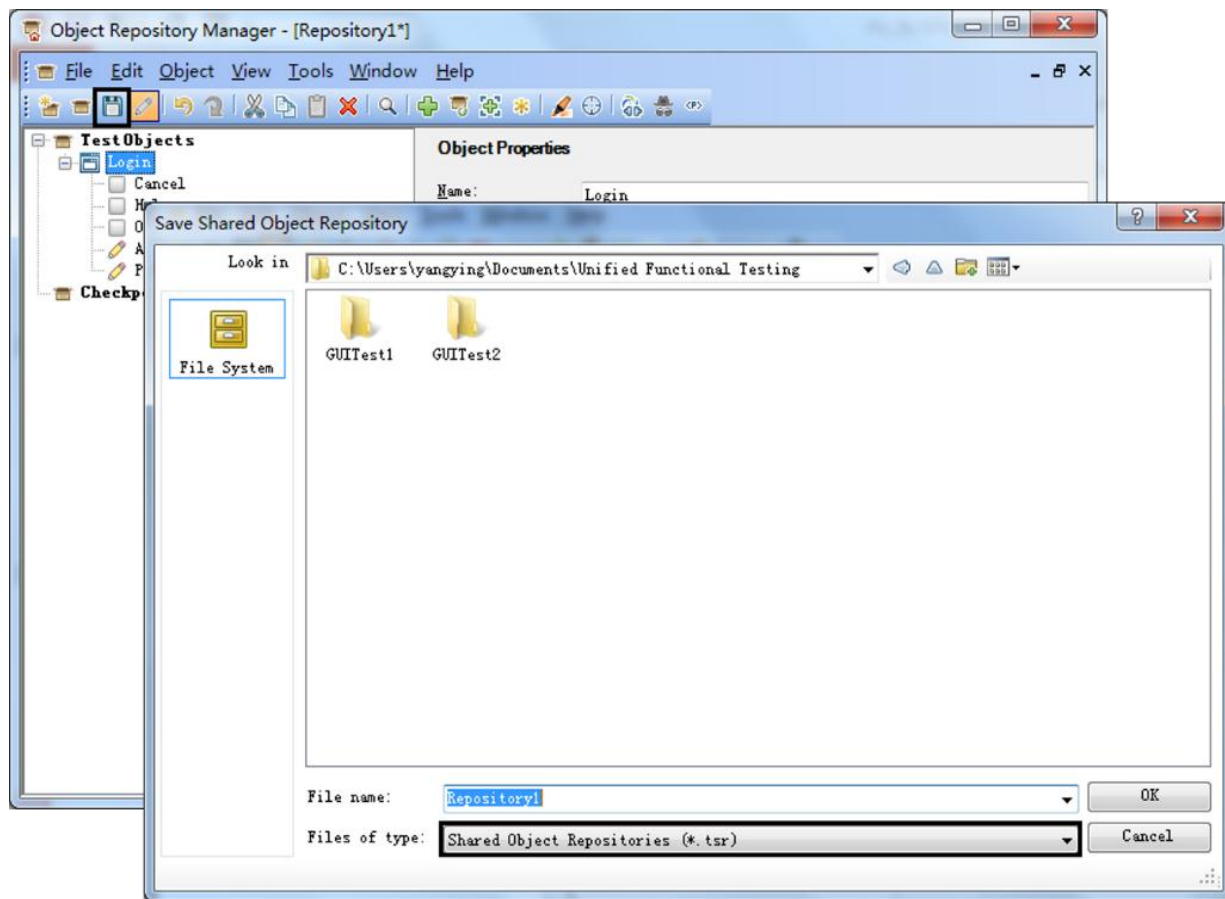 Object Repository Manager - [Repository1*]
File Edit Object View Tools Window Help
TestObjects
Object Properties
Login
Cancel
Name: Login
Save Shared Object Repository
Look in C:\Users\yangying\Documents\Unified Functional Testing
Checkp
File System
GUITest1 GUITest2
File name: Repository1 OK
Files of type: Shared Object Repositories (*.tsr) Cancel